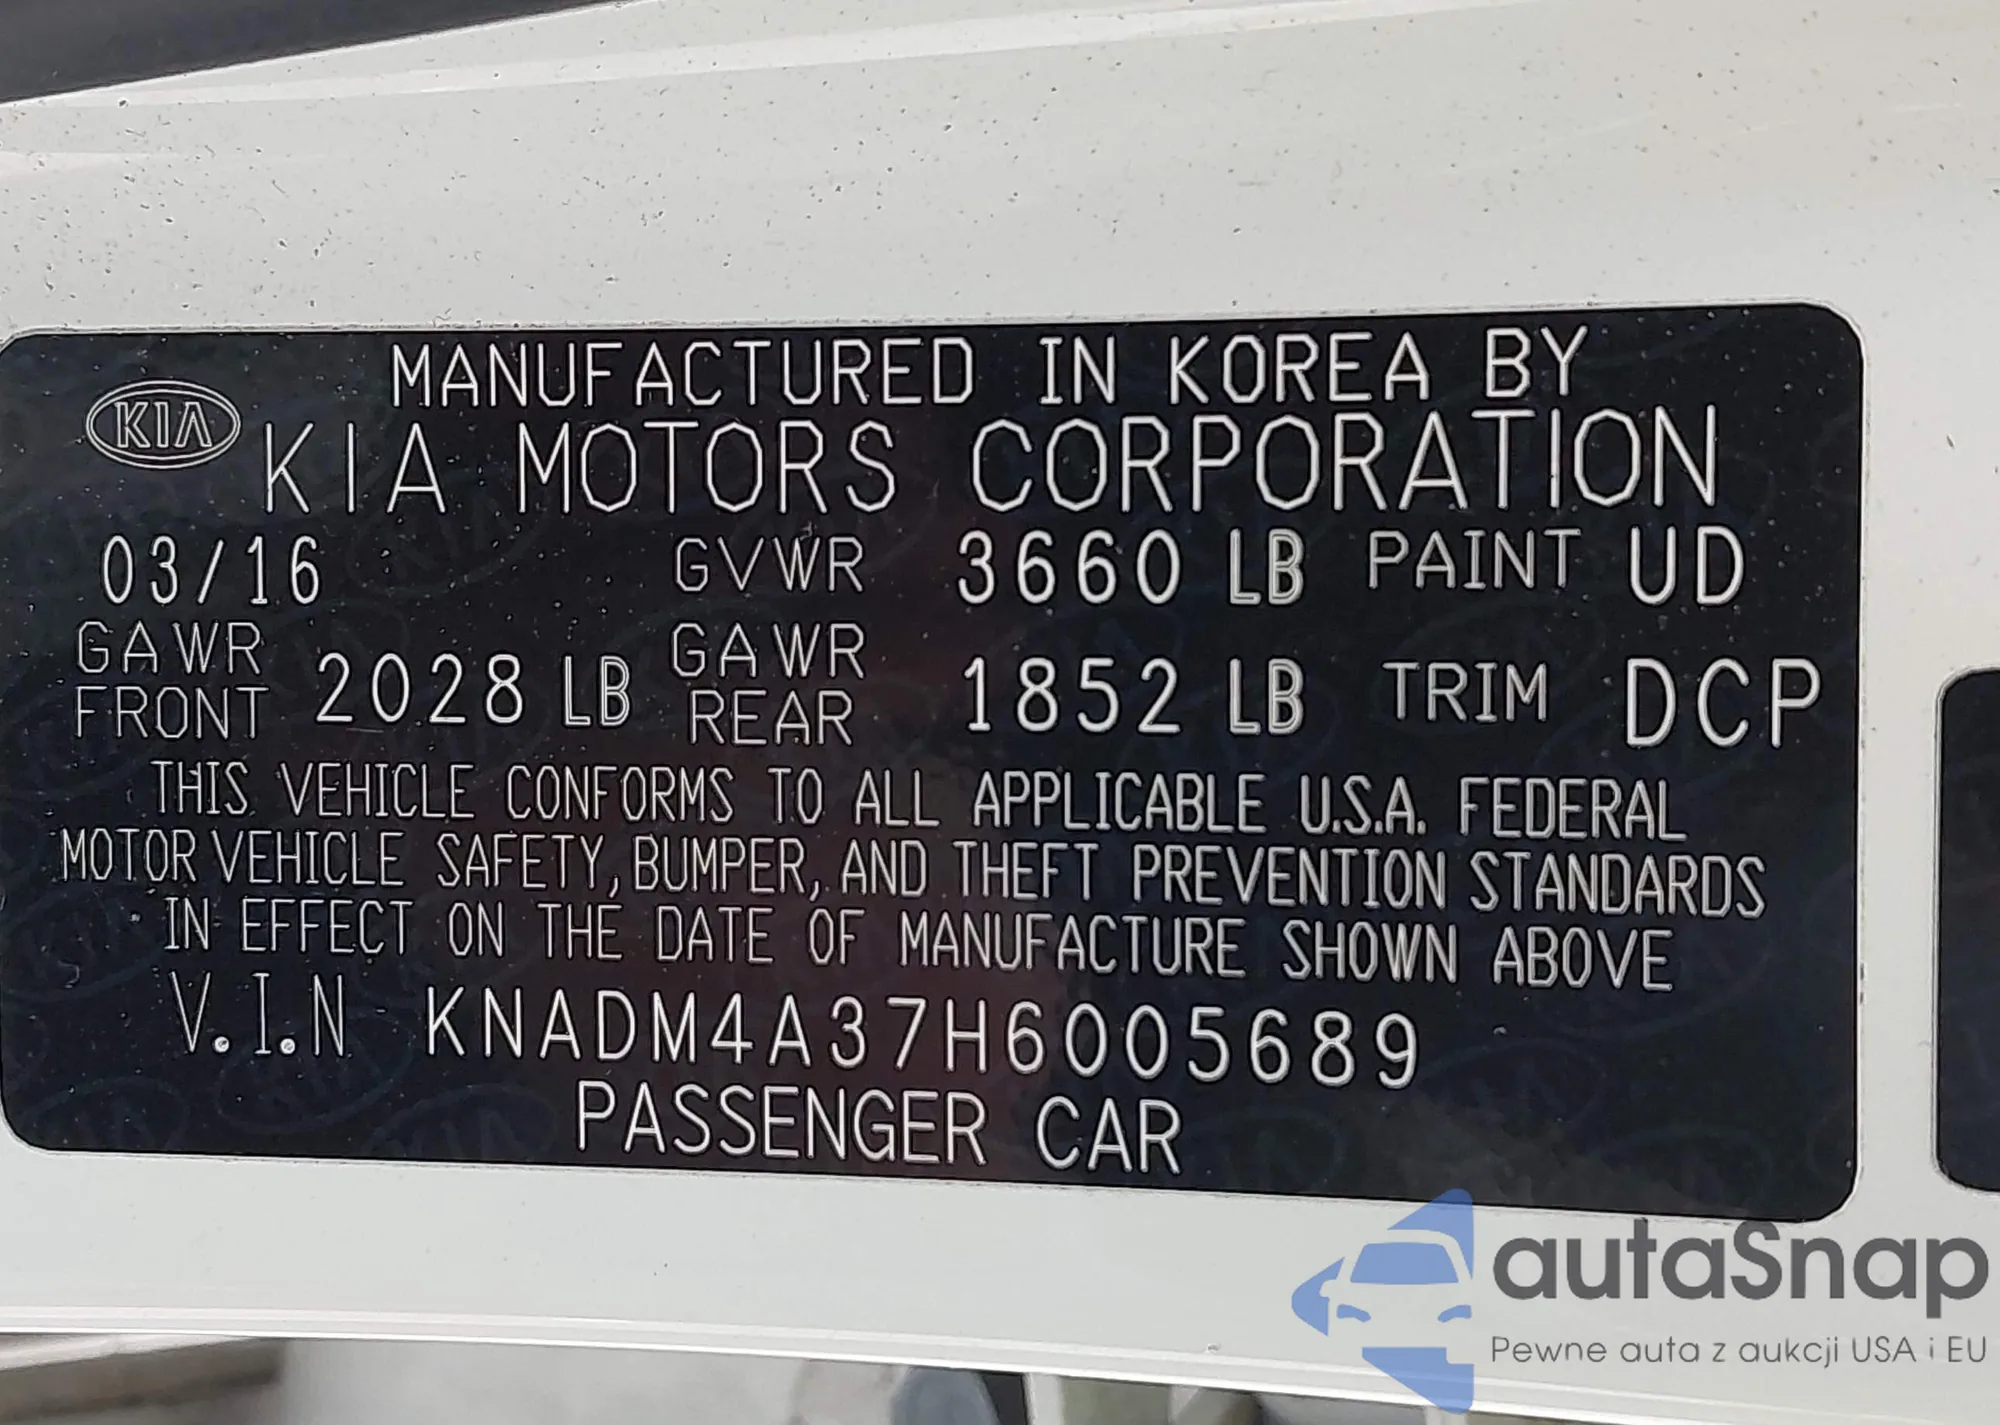 MANUFACTURED IN KOREA BY
KIA KIA MOTORS CORPORATION
03/16 GVWR 3660 LB PAINT UD
GAWR FRONT 2028 LB GAWR REAR 1852 LB TRIM DCP
THIS VEHICLE CONFORMS TO ALL APPLICABLE U.S.A. FEDERAL
MOTOR VEHICLE SAFETY, BUMPER, AND THEFT PREVENTION STANDARDS
IN EFFECT ON THE DATE OF MANUFACTURE SHOWN ABOVE
V.I.N KNADM4A37H6005689
PASSENGER CAR
autaSnap
Pewne auta z aukcji USA i EU